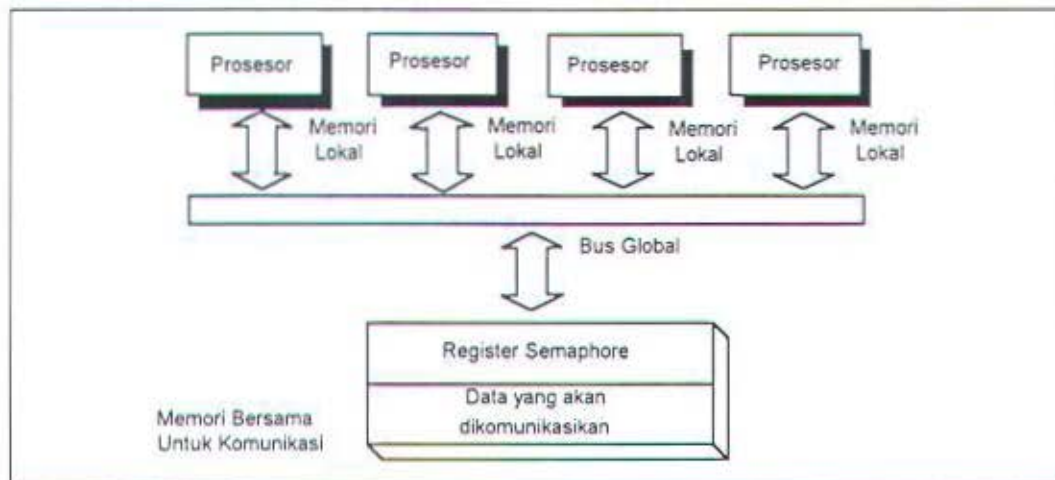 Prosesor
Prosesor
Prosesor
Prosesor
Memori
Lokal
Memori
Lokal
Memori
Lokal
Memori
Lokal
Bus Global
Register Semaphore
Data yang akan
dikomunikasikan
Memori Bersama
Untuk Komunikasi